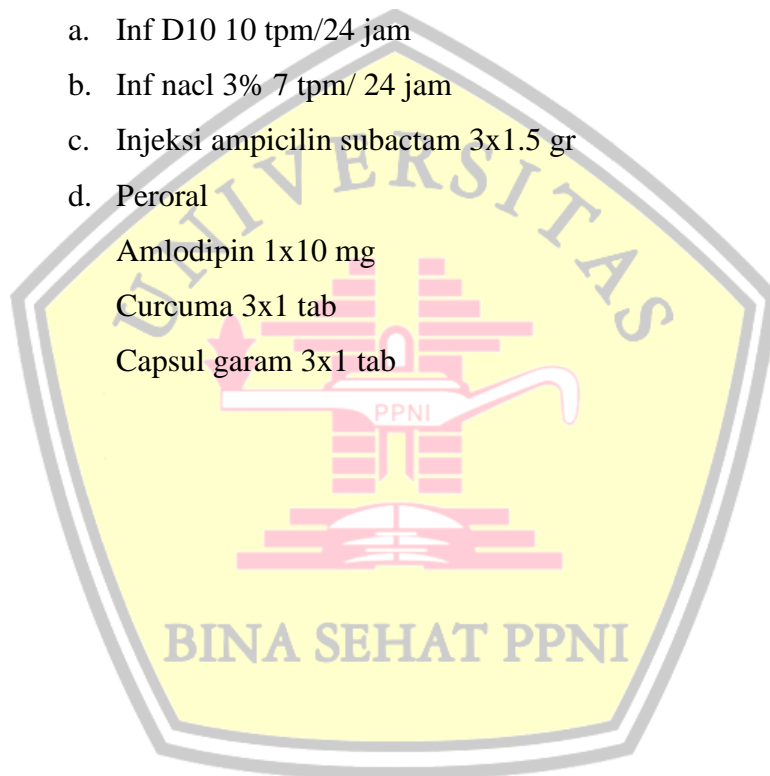 a. Inf D10 10 tpm/24 jam
b. Inf nacl 3% 7 tpm/ 24 jam
c. Injeksi ampicilin subactam 3x1.5 gr
d. Peroral
Amlodipin 1x10 mg
Curcuma 3x1 tab
Capsul garam 3x1 tab
UNIVERSITAS
PPNI
BINA SEHAT PPNI